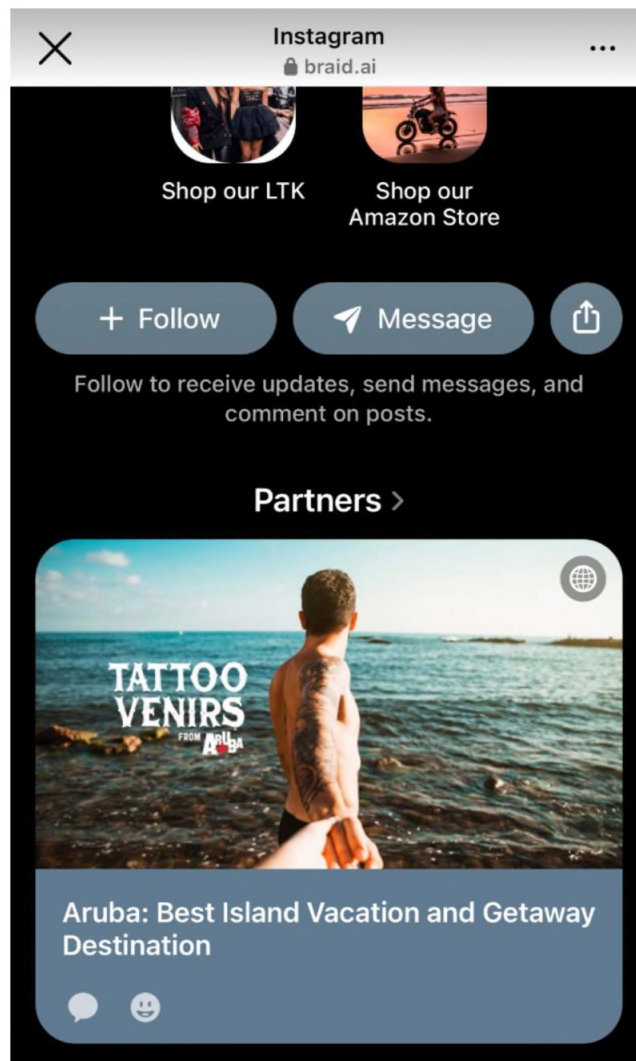 Instagram
braid.ai
Shop our LTK
Shop our
Amazon Store
+ Follow
Message
Follow to receive updates, send messages, and
comment on posts.
Partners >
TATTOO
VENIRS
FROM ARUBA
Aruba: Best Island Vacation and Getaway
Destination